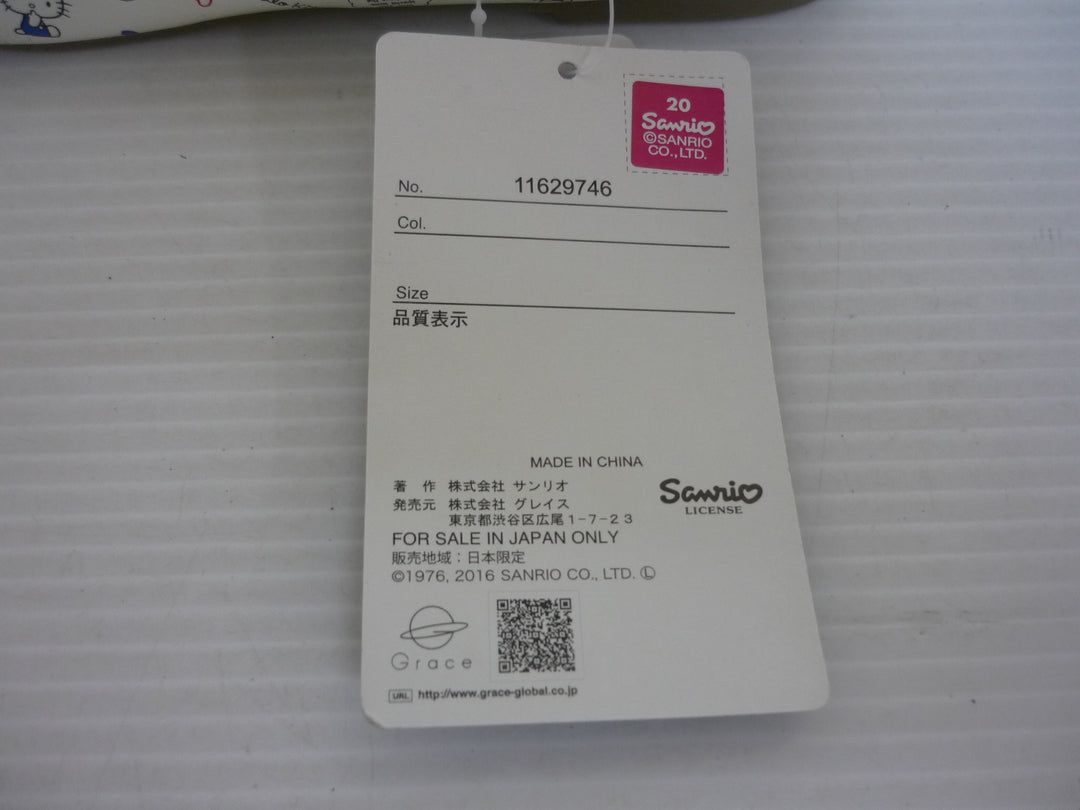 20
Sanrio
©SANRIO
CO., LTD.
No. 11629746
Col.
Size
品質表示
MADE IN CHINA
著 作 株式会社 サンリオ
発売元 株式会社 グレイス
東京都渋谷区広尾1-7-23
Sanrio
LICENSE
FOR SALE IN JAPAN ONLY
販売地域:日本限定
©1976, 2016 SANRIO CO., LTD. Ⓛ
Grace
URL http://www.grace-global.co.jp